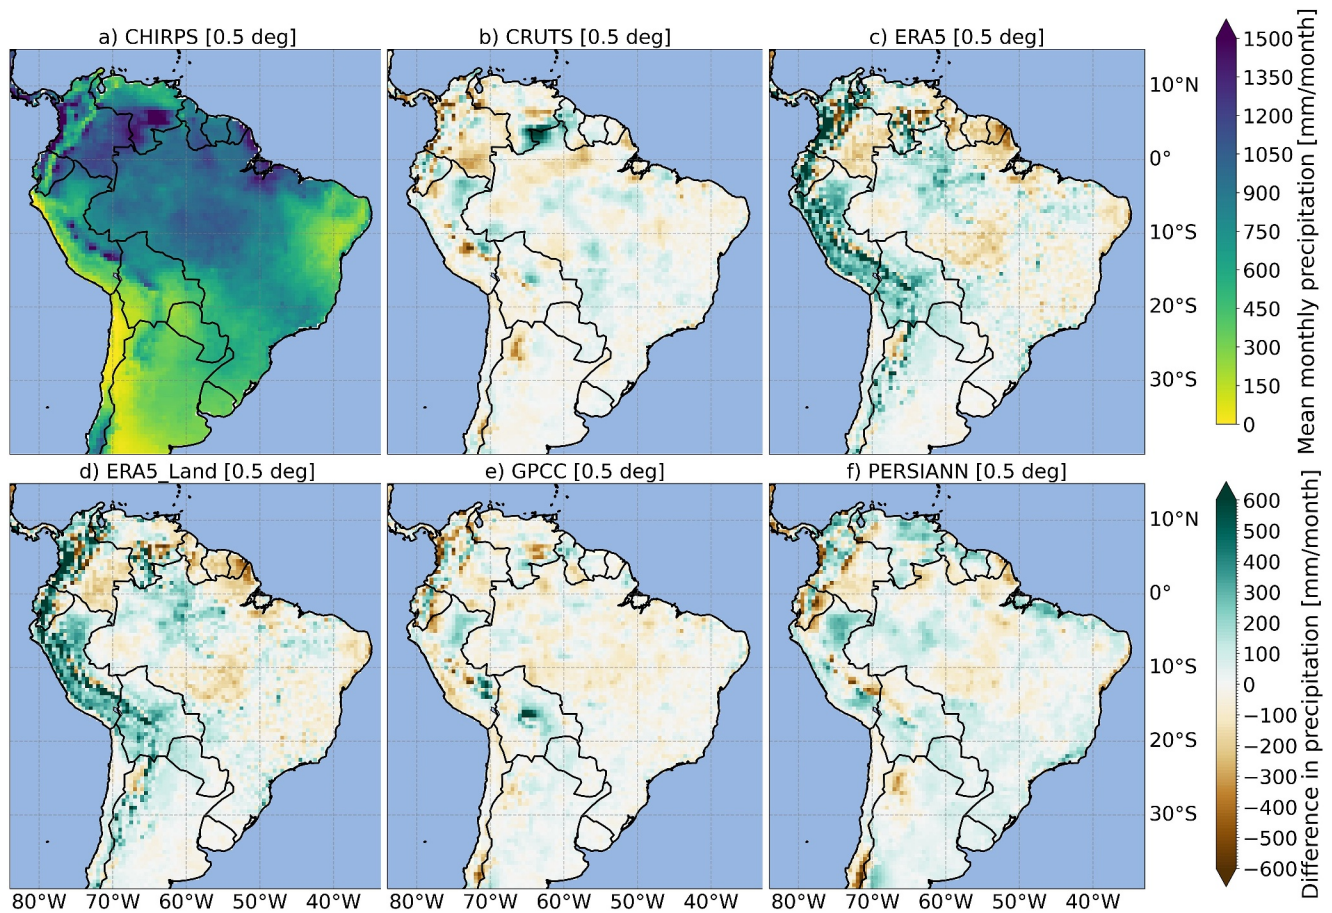 a) CHIRPS [0.5 deg]
b) CRUTS [0.5 deg]
c) ERA5 [0.5 deg]
10°N
0°
10°S
20°S
30°S
1500
1350
1200
1050
900
750
600
450
300
150
0
Mean monthly precipitation [mm/month]
d) ERA5_Land [0.5 deg]
e) GPCC [0.5 deg]
f) PERSIANN [0.5 deg]
10°N
0°
10°S
20°S
30°S
80°W 70°W 60°W 50°W 40°W
80°W 70°W 60°W 50°W 40°W
80°W 70°W 60°W 50°W 40°W
600
500
400
300
200
100
0
−100
−200
−300
−400
−500
−600
Difference in precipitation [mm/month]